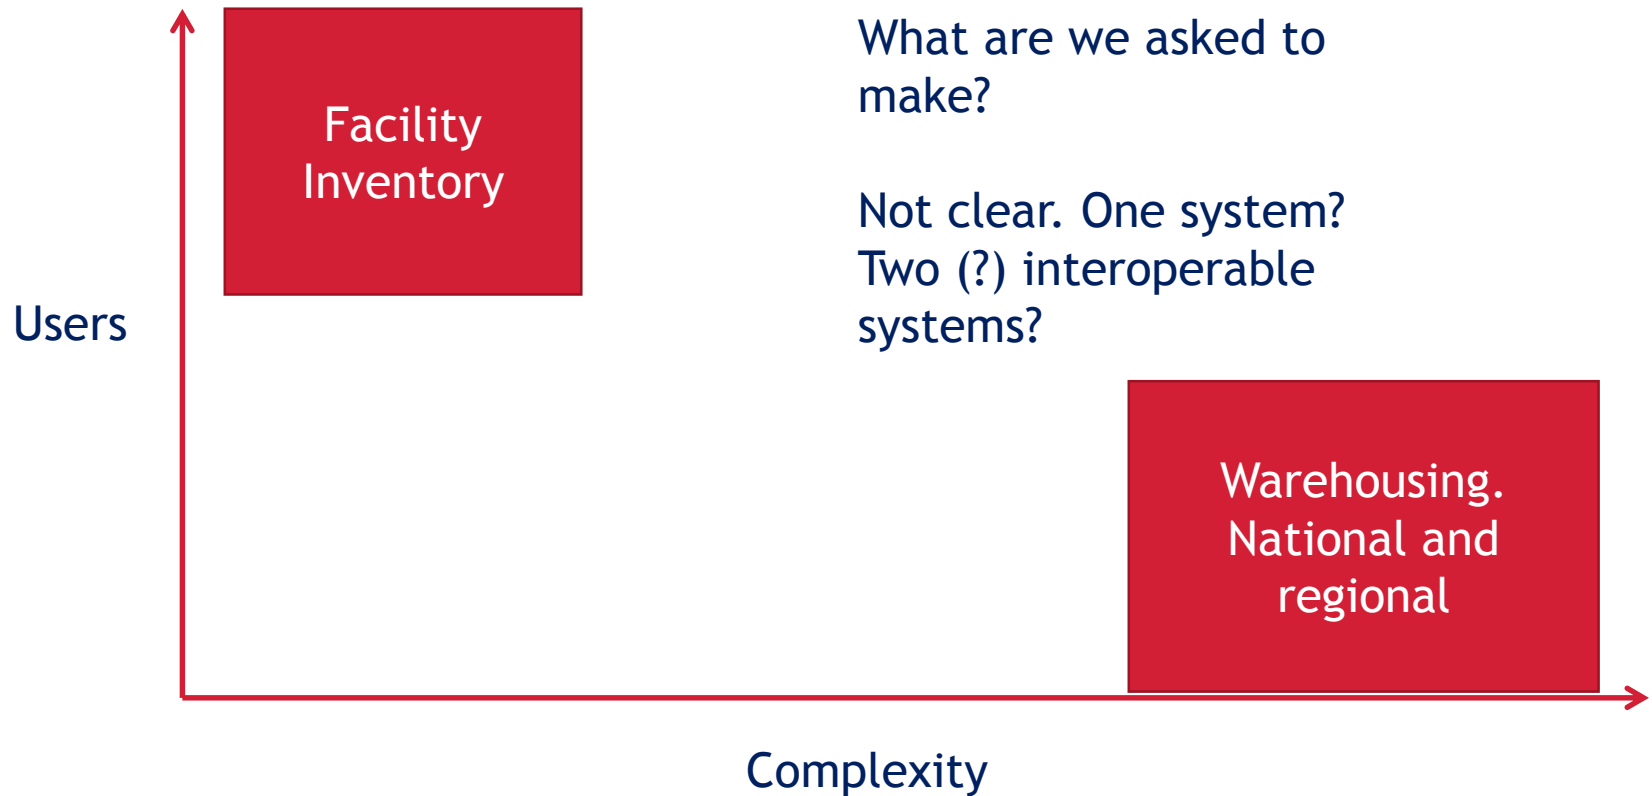 Facility
Inventory
What are we asked to
make?
Not clear. One system?
Two (?) interoperable
systems?
Users
Warehousing.
National and
regional
Complexity